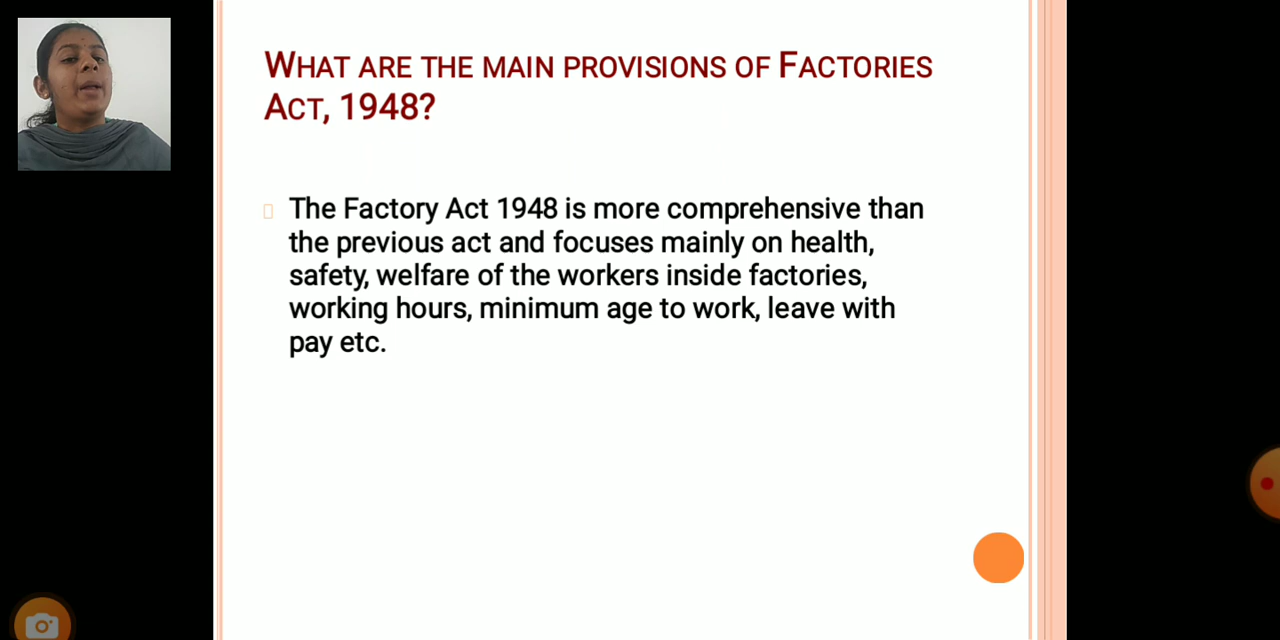 What are the main provisions of Factories
Act, 1948?
The Factory Act 1948 is more comprehensive than
the previous act and focuses mainly on health,
safety, welfare of the workers inside factories,
working hours, minimum age to work, leave with
pay etc.